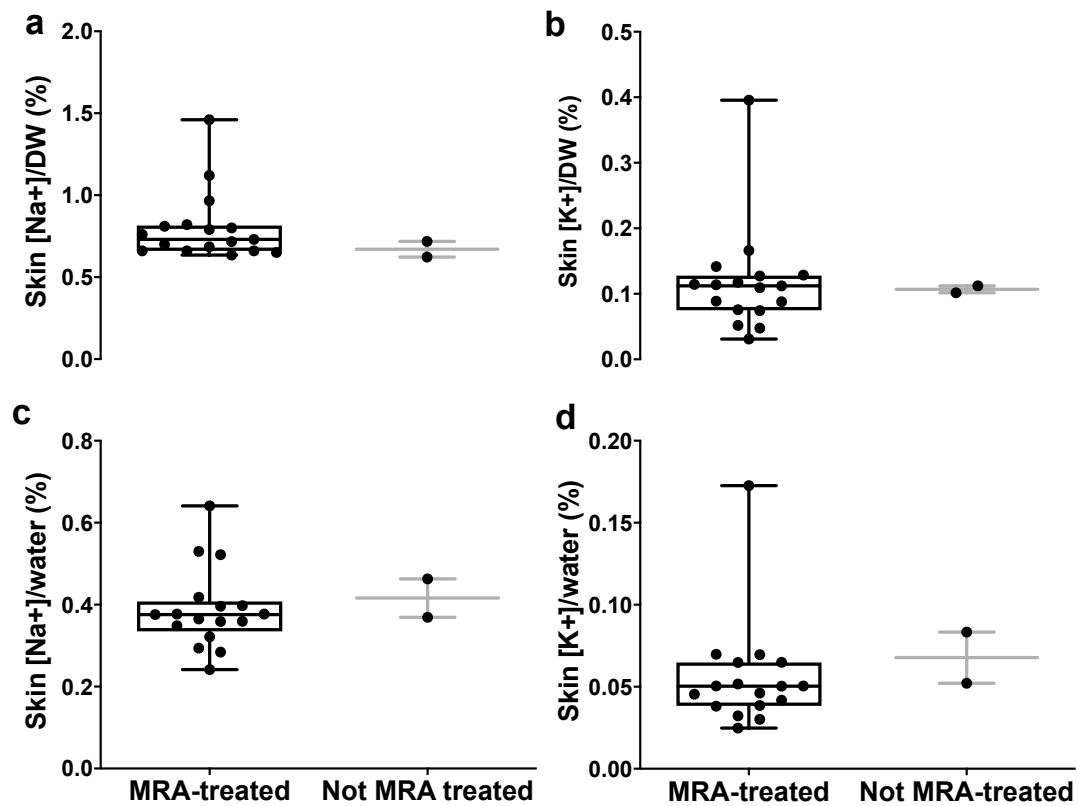 a
Skin [Na+]/DW (%)
2.0
1.5
1.0
0.5
0.0
b
Skin [K+]/DW (%)
0.5
0.4
0.3
0.2
0.1
0.0
c
Skin [Na+]/water (%)
0.8
0.6
0.4
0.2
0.0
MRA-treated Not MRA treated
d
Skin [K+]/water (%)
0.20
0.15
0.10
0.05
0.00
MRA-treated Not MRA-treated